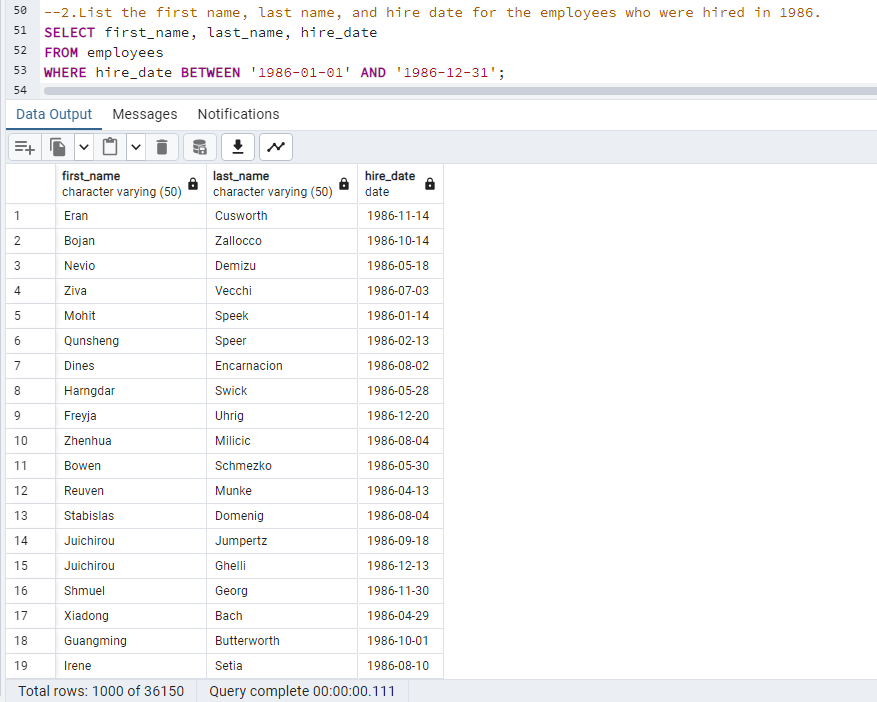 50 --2.List the first name, last name, and hire date for the employees who were hired in 1986.
51 SELECT first_name, last_name, hire_date
52 FROM employees
53 WHERE hire_date BETWEEN '1986-01-01' AND '1986-12-31';
54
Data Output Messages Notifications
first_name last_name hire_date
character varying (50) character varying (50) date
1 Eran Cusworth 1986-11-14
2 Bojan Zallocco 1986-10-14
3 Nevio Demizu 1986-05-18
4 Ziva Vecchi 1986-07-03
5 Mohit Speek 1986-01-14
6 Qunsheng Speer 1986-02-13
7 Dines Encarnacion 1986-08-02
8 Harngdar Swick 1986-05-28
9 Freyja Uhrig 1986-12-20
10 Zhenhua Milicic 1986-08-04
11 Bowen Schmezko 1986-05-30
12 Reuven Munke 1986-04-13
13 Stabislas Domenig 1986-08-04
14 Juichirou Jumpertz 1986-09-18
15 Juichirou Ghelli 1986-12-13
16 Shmuel Georg 1986-11-30
17 Xiadong Bach 1986-04-29
18 Guangming Butterworth 1986-10-01
19 Irene Setia 1986-08-10
Total rows: 1000 of 36150 Query complete 00:00:00.111